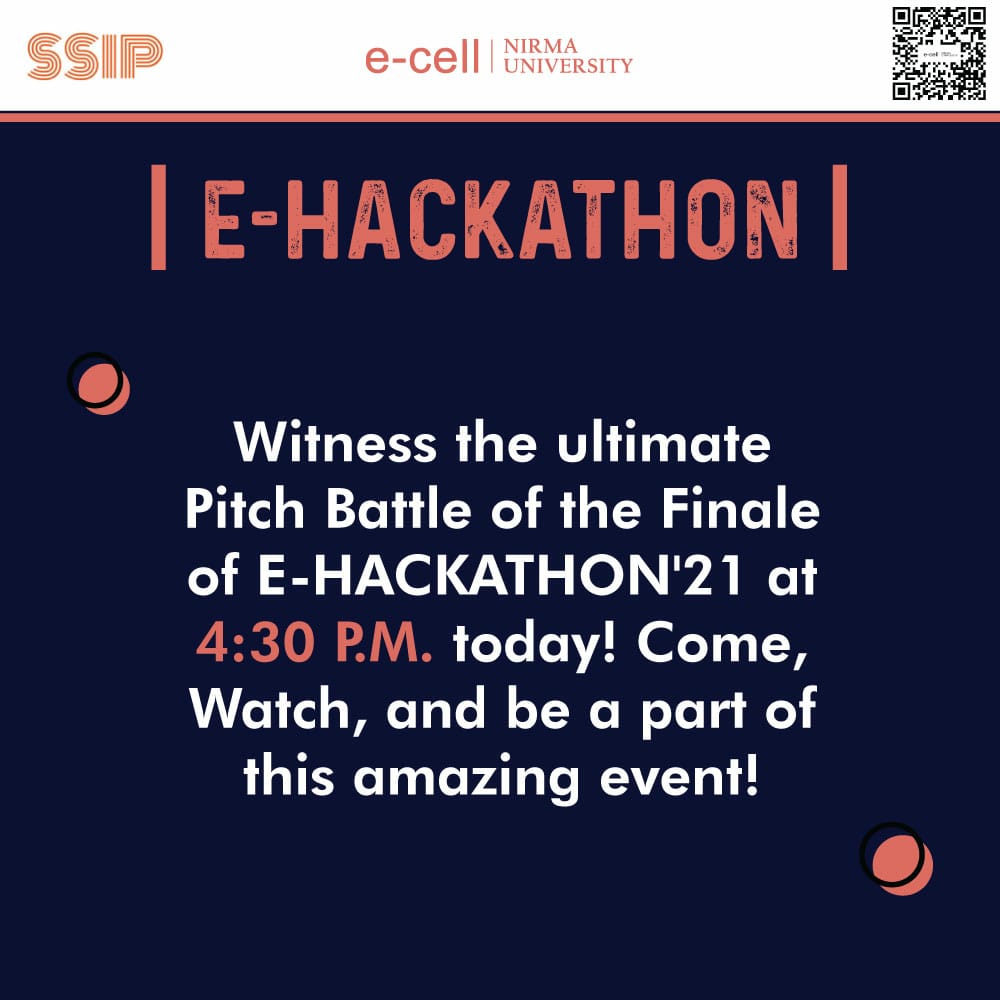 SSIP
e-cell | NIRMA
UNIVERSITY
| E-HACKATHON |
Witness the ultimate
Pitch Battle of the Finale
of E-HACKATHON'21 at
4:30 P.M. today! Come,
Watch, and be a part of
this amazing event!